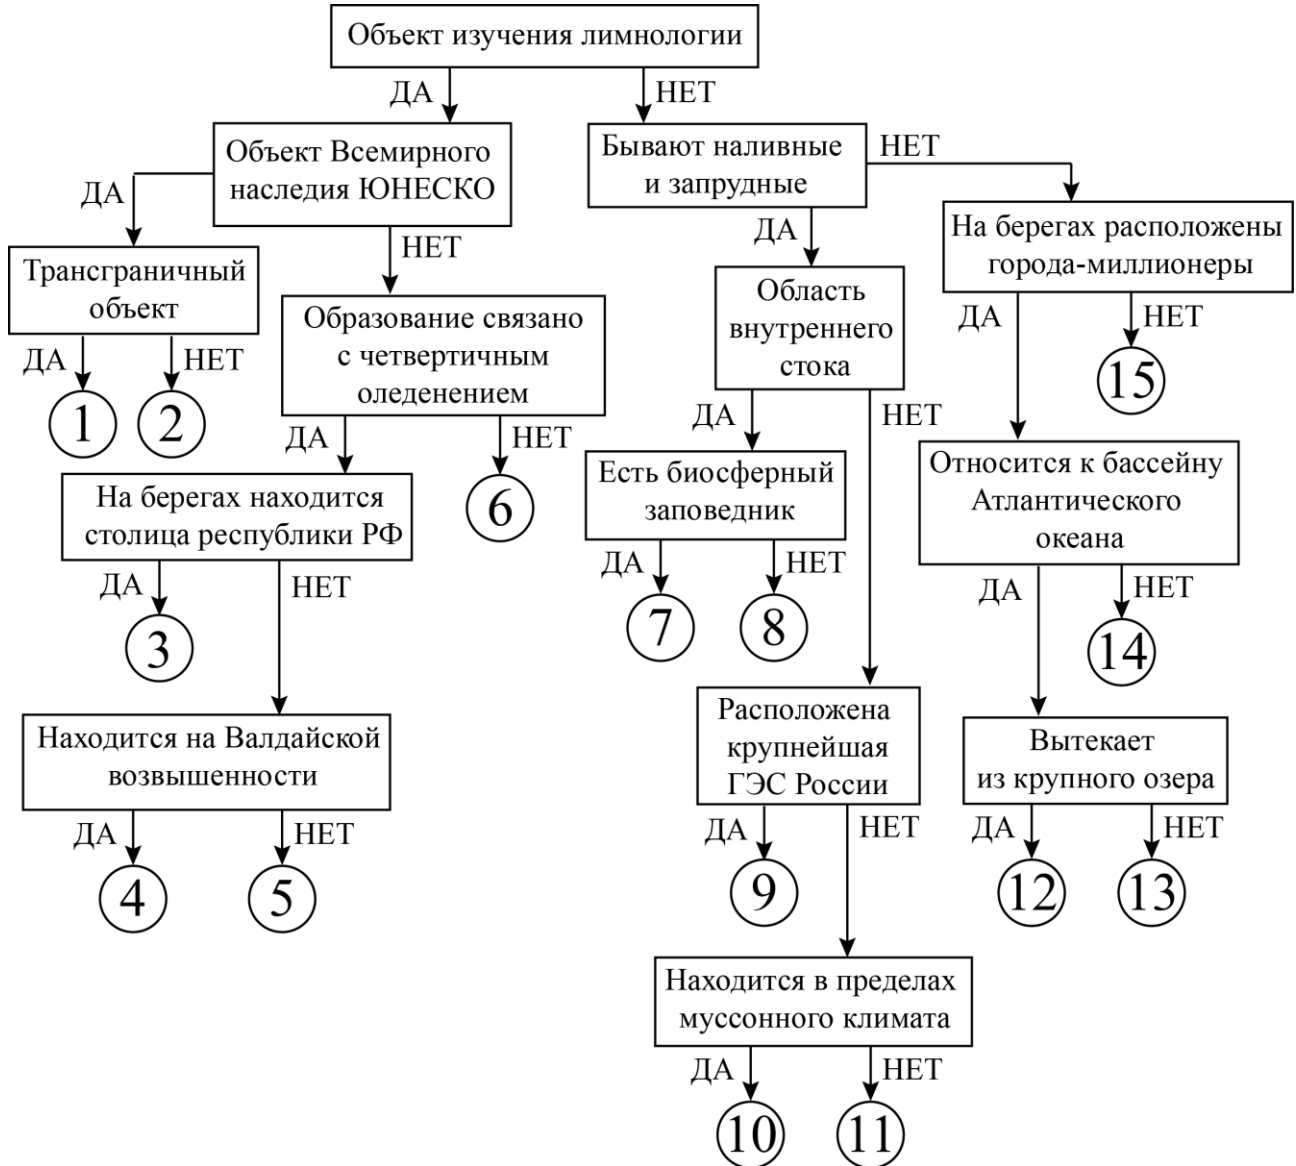 Объект изучения лимнологии
ДА
НЕТ
Объект Всемирного
наследия ЮНЕСКО
Бывают наливные
и запрудные
НЕТ
ДА
НЕТ
ДА
На берегах расположены
города-миллионеры
Трансграничный
объект
Область
внутреннего
стока
Образование связано
с четвертичным
оледенением
ДА
НЕТ
ДА
НЕТ
15
1
2
ДА
НЕТ
ДА
НЕТ
Относится к бассейну
Атлантического
океана
Есть биосферный
заповедник
На берегах находится
столица республики РФ
6
ДА
НЕТ
ДА
НЕТ
ДА
НЕТ
3
7
8
14
Находится на Валдайской
возвышенности
Расположена
крупнейшая
ГЭС России
Вытекает
из крупного озера
ДА
НЕТ
ДА
НЕТ
ДА
НЕТ
4
5
9
12
13
Находится в пределах
муссонного климата
ДА
НЕТ
10
11